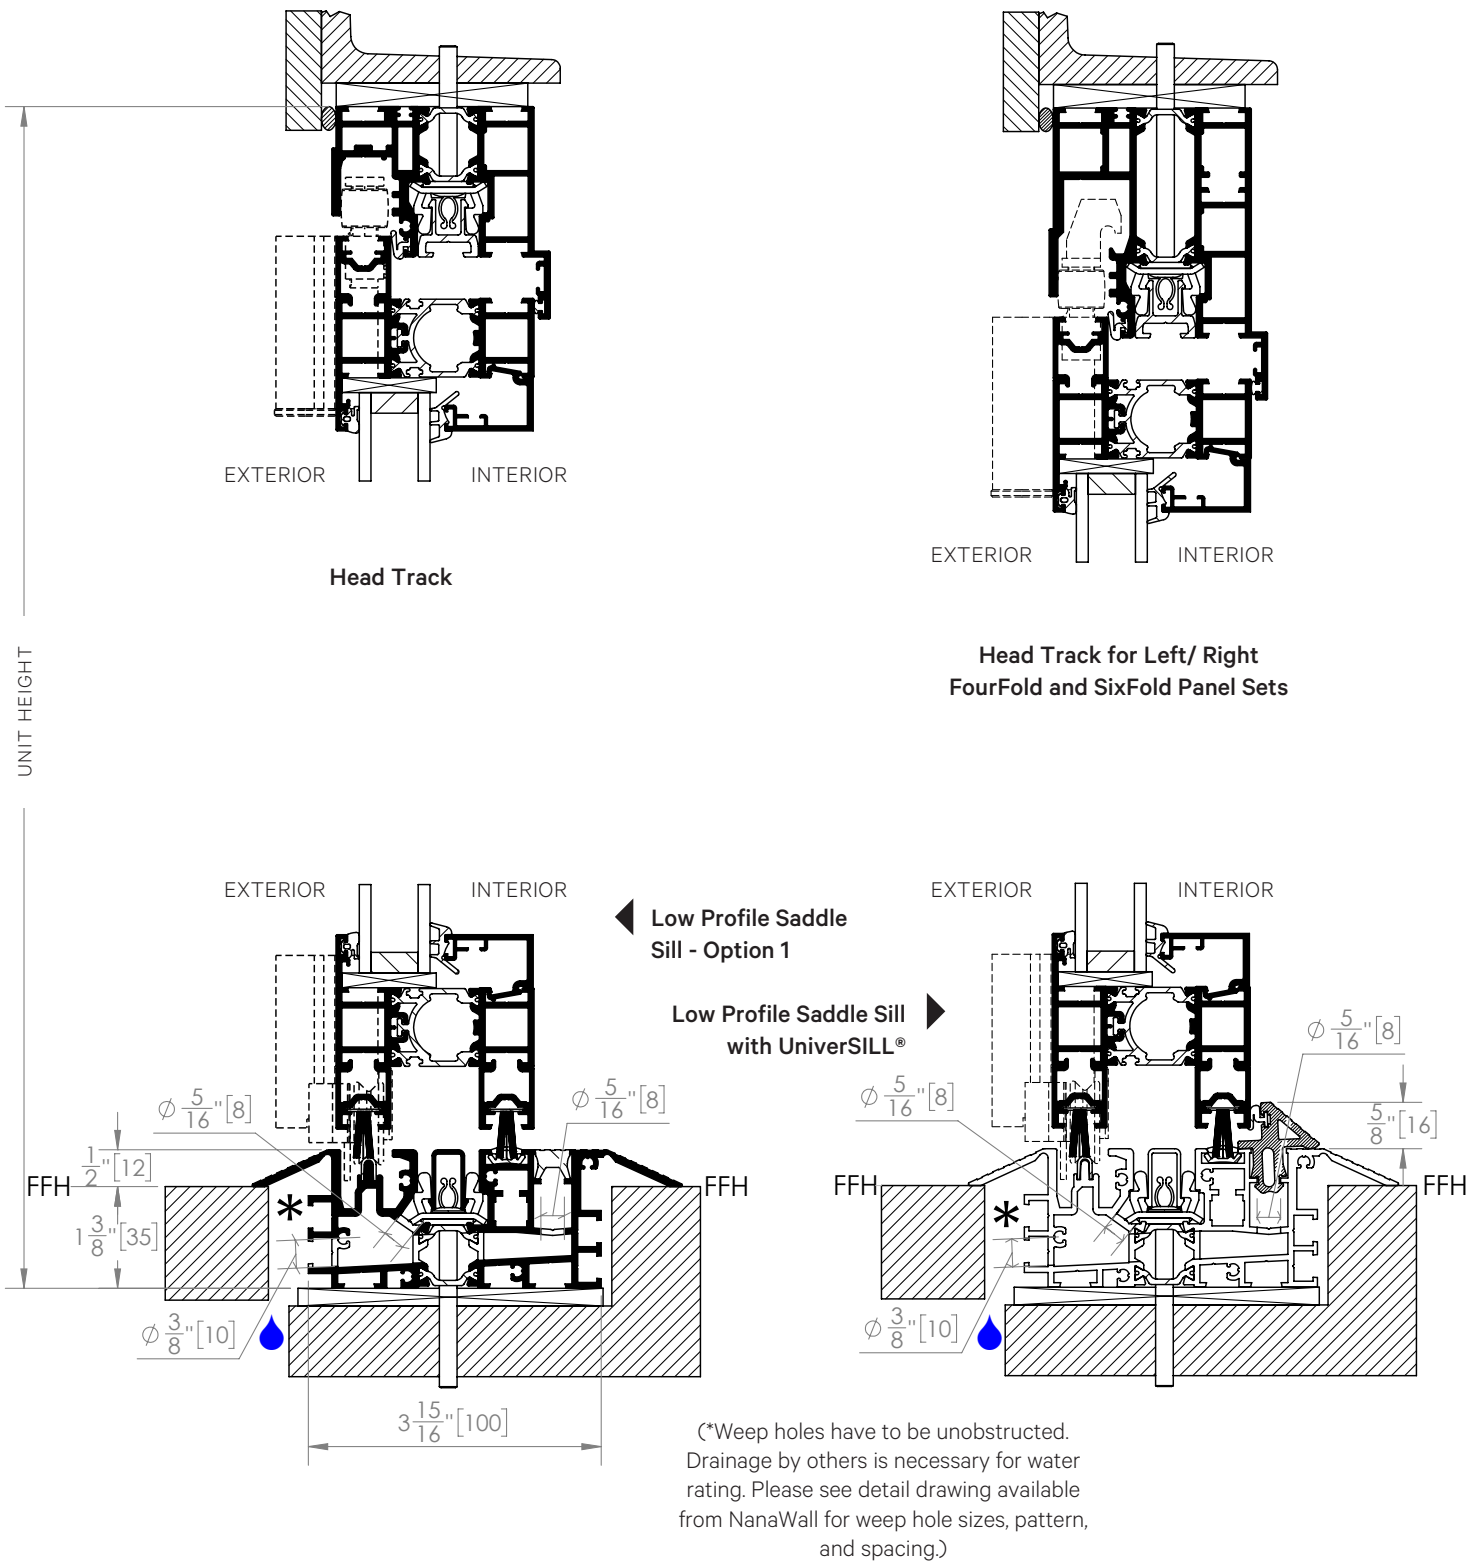 EXTERIOR
INTERIOR
Head Track
EXTERIOR
INTERIOR
Head Track for Left/ Right
FourFold and SixFold Panel Sets
UNIT HEIGHT
EXTERIOR
INTERIOR
Low Profile Saddle
Sill - Option 1
Low Profile Saddle Sill
with UniverSILL®
EXTERIOR
INTERIOR
Ø 5/16"[8]
Ø 5/16"[8]
1/2"[12]
FFH
FFH
*
1 3/8"[35]
Ø 3/8"[10]
3 15/16"[100]
Ø 5/16"[8]
Ø 5/16"[8]
5/8"[16]
FFH
FFH
*
Ø 3/8"[10]
(*Weep holes have to be unobstructed.
Drainage by others is necessary for water
rating. Please see detail drawing available
from NanaWall for weep hole sizes, pattern,
and spacing.)